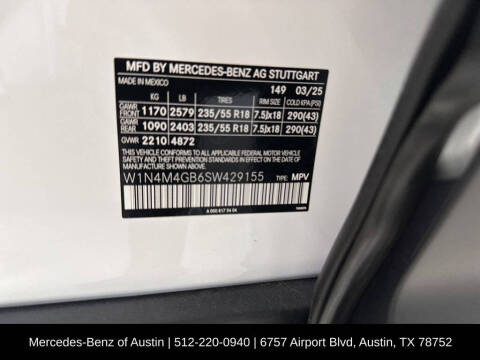 MFD BY MERCEDES-BENZ AG STUTTGART
MADE IN MEXICO 149 03/25
KG LB TIRES RIM SIZE COLD KPA(PSI)
GAWR FRONT 1170 2579 235/55 R18 7.5Jx18 290(43)
GAWR REAR 1090 2403 235/55 R18 7.5Jx18 290(43)
GVWR 2210 4872
THIS VEHICLE CONFORMS TO ALL APPLICABLE FEDERAL MOTOR VEHICLE
SAFETY, BUMPER, AND THEFT PREVENTION STANDARDS IN EFFECT ON THE
DATE OF MANUFACTURE SHOWN ABOVE.
W1N4M4GB6SW429155 TYPE: MPV
Mercedes-Benz of Austin | 512-220-0940 | 6757 Airport Blvd, Austin, TX 78752